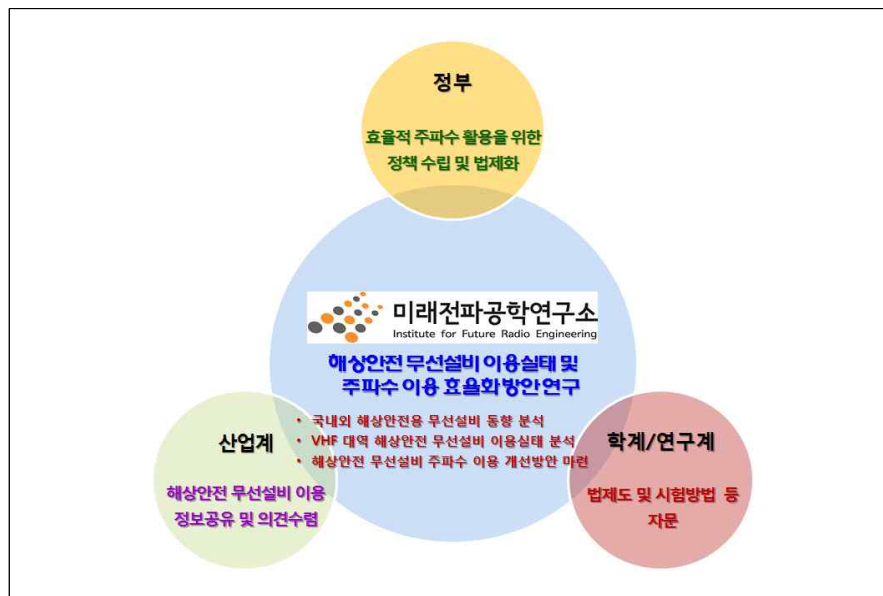 정부
효율적 주파수 활용을 위한
정책 수립 및 법제화
미래전파공학연구소
Institute for Future Radio Engineering
해상안전 무선설비 이용실태 및
주파수 이용 효율화방안 연구
• 국내외 해상안전용 무선설비 동향 분석
• VHF 대역 해상안전 무선설비 이용실태 분석
• 해상안전 무선설비 주파수 이용 개선방안 마련
산업계
해상안전 무선설비 이용
정보공유 및 의견수렴
학계/연구계
법제도 및 시험방법 등
자문